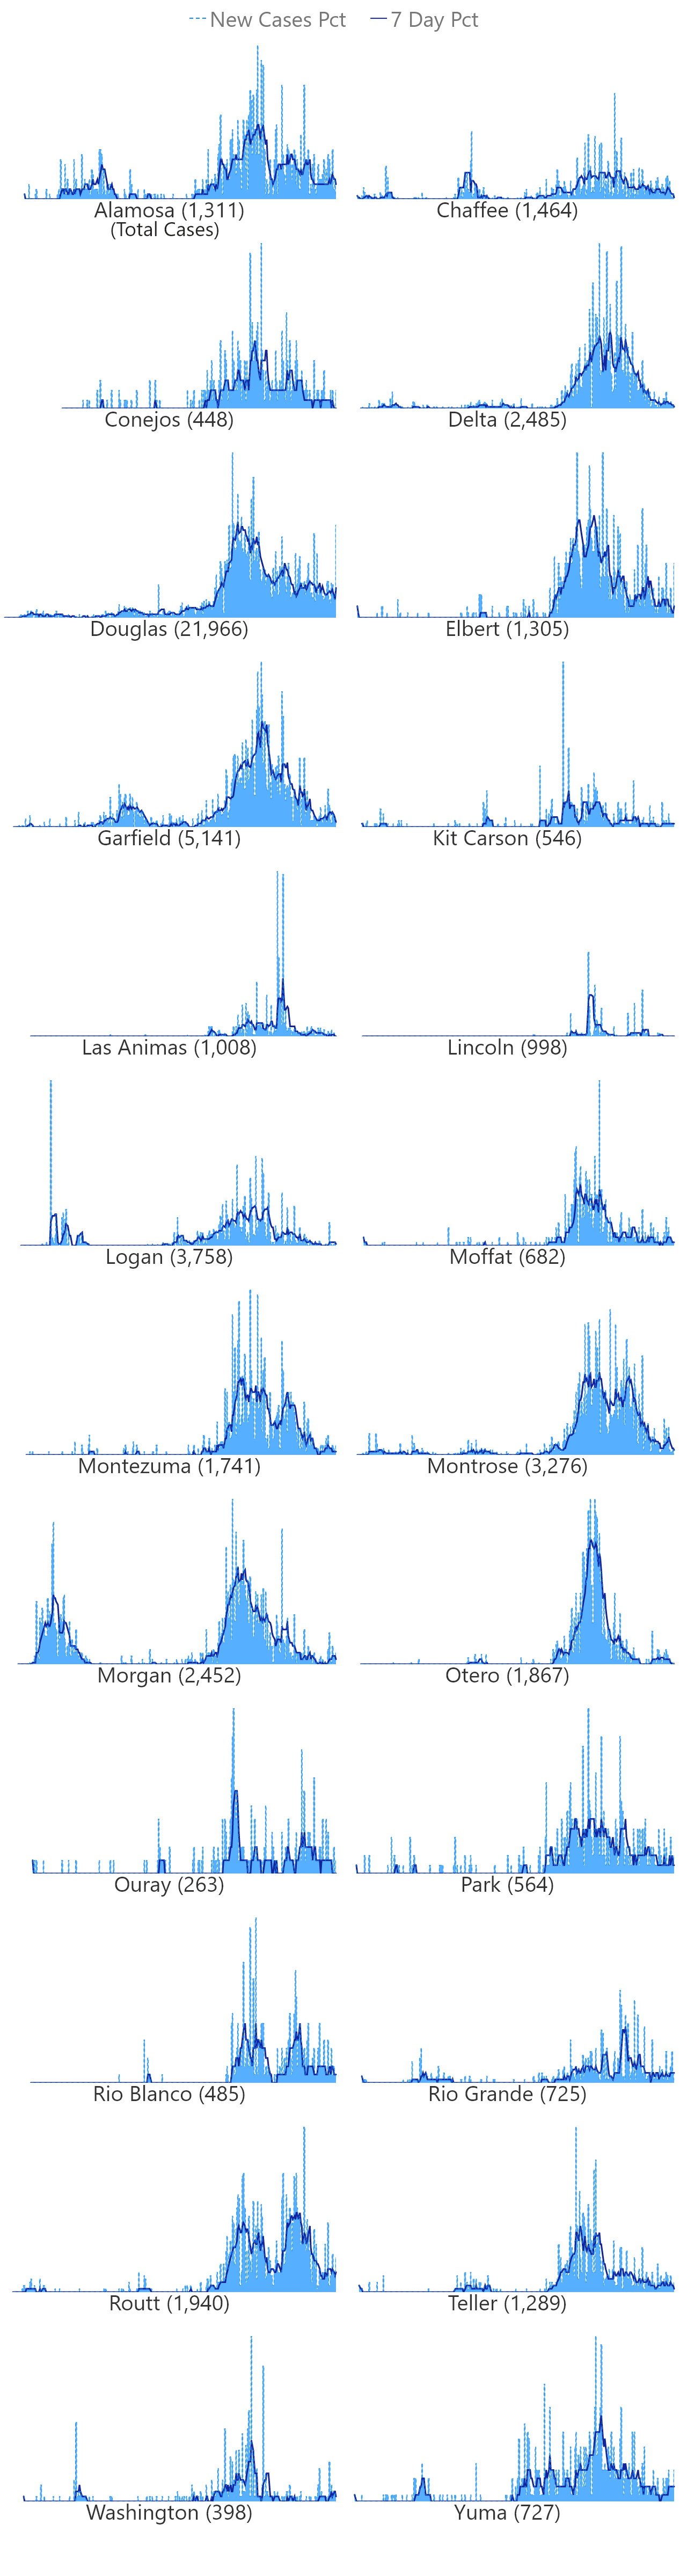 New Cases Pct 7 Day Pct
Alamosa (1,311) Chaffee (1,464)
(Total Cases)
Conejos (448) Delta (2,485)
Douglas (21,966) Elbert (1,305)
Garfield (5,141) Kit Carson (546)
Las Animas (1,008) Lincoln (998)
Logan (3,758) Moffat (682)
Montezuma (1,741) Montrose (3,276)
Morgan (2,452) Otero (1,867)
Ouray (263) Park (564)
Rio Blanco (485) Rio Grande (725)
Routt (1,940) Teller (1,289)
Washington (398) Yuma (727)